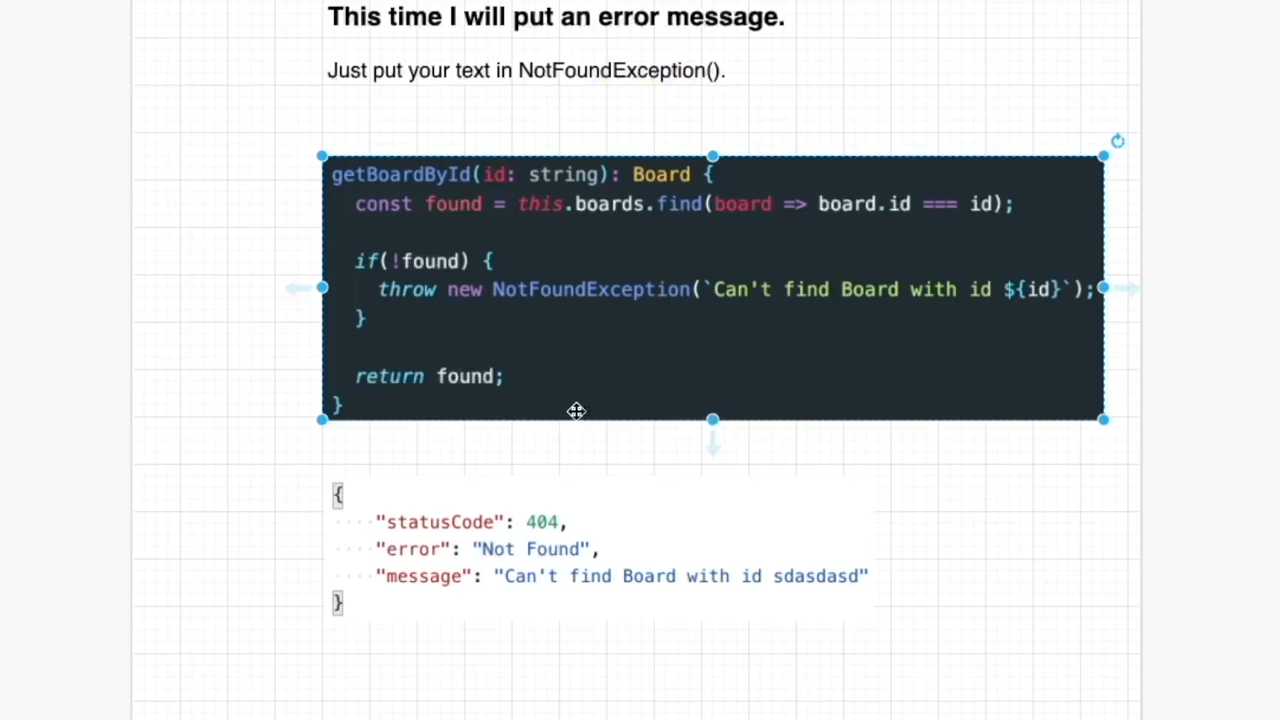 This time I will put an error message.
Just put your text in NotFoundException().
getBoardById(id: string): Board {
const found = this.boards.find(board => board.id === id);
if(!found) {
throw new NotFoundException(`Can't find Board with id ${id}`);
}
return found;
}
{
"statusCode": 404,
"error": "Not Found",
"message": "Can't find Board with id sdasdasd"
}